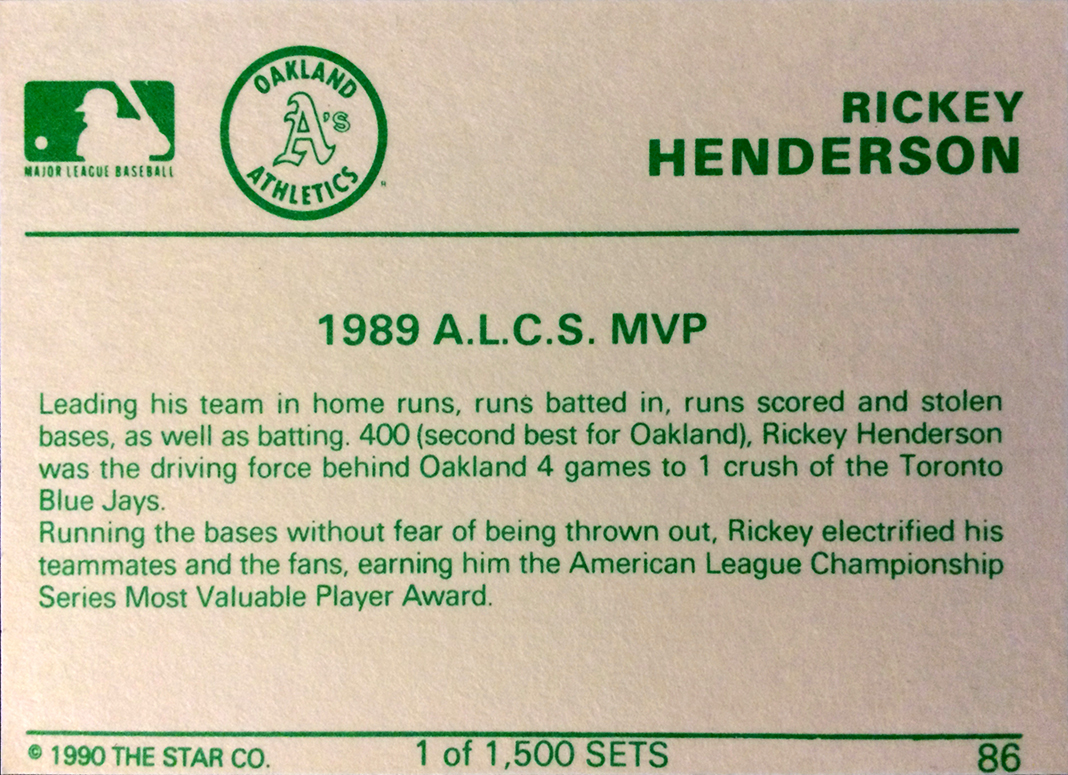 MAJOR LEAGUE BASEBALL
OAKLAND
A's
ATHLETICS
RICKEY
HENDERSON
1989 A.L.C.S. MVP
Leading his team in home runs, runs batted in, runs scored and stolen
bases, as well as batting. 400 (second best for Oakland), Rickey Henderson
was the driving force behind Oakland 4 games to 1 crush of the Toronto
Blue Jays.
Running the bases without fear of being thrown out, Rickey electrified his
teammates and the fans, earning him the American League Championship
Series Most Valuable Player Award.
© 1990 THE STAR CO.
1 of 1,500 SETS
86